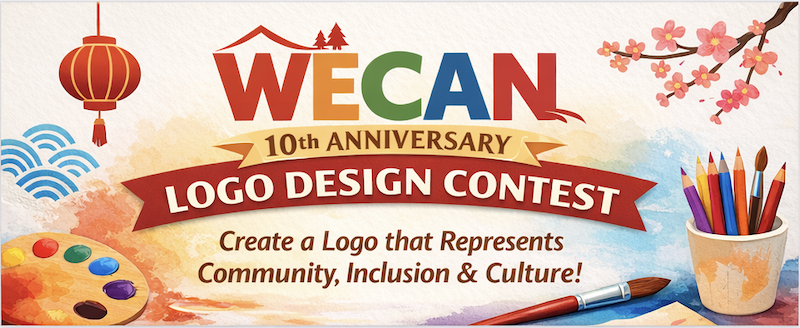 WECAN
10th ANNIVERSARY
LOGO DESIGN CONTEST
Create a Logo that Represents
Community, Inclusion & Culture!